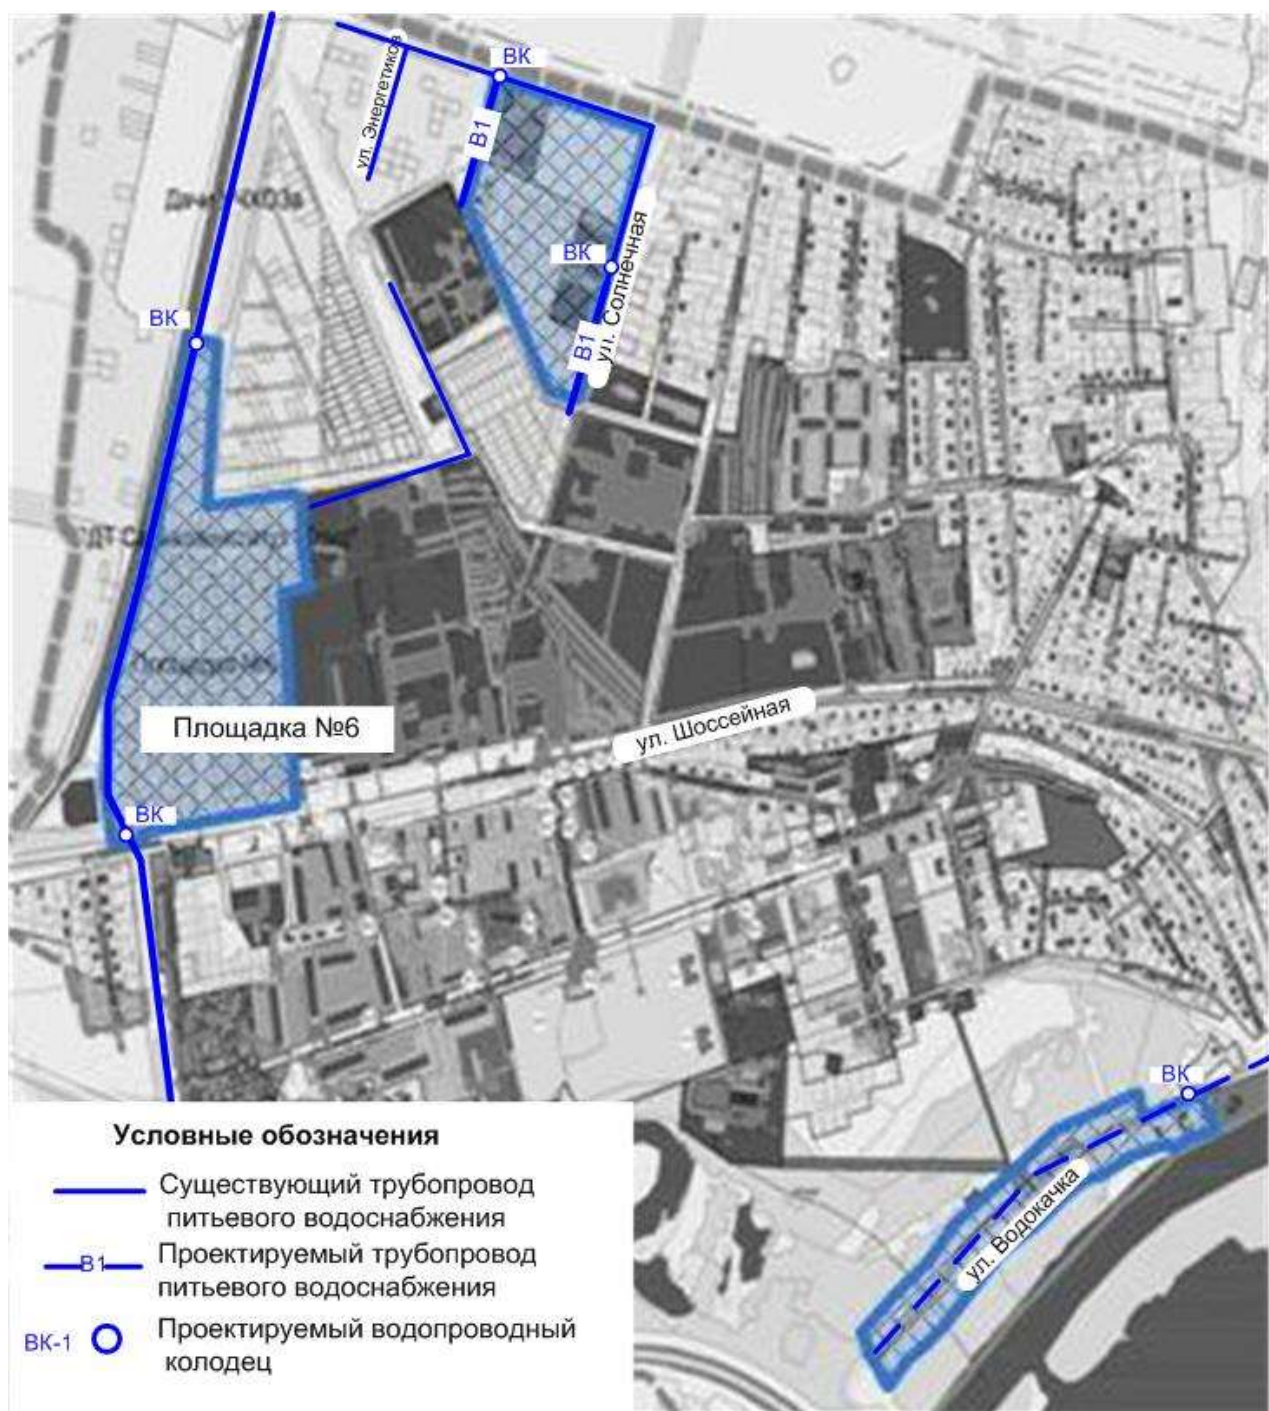 ВК
ул. Энергетиков
В1
ВК
ул. Солнечная
В1
ВК
Площадка №6
ул. Шоссейная
ВК
ВК
ул. Водокачка
Условные обозначения
Существующий трубопровод
питьевого водоснабжения
В1
Проектируемый трубопровод
питьевого водоснабжения
ВК-1
Проектируемый водопроводный
колодец